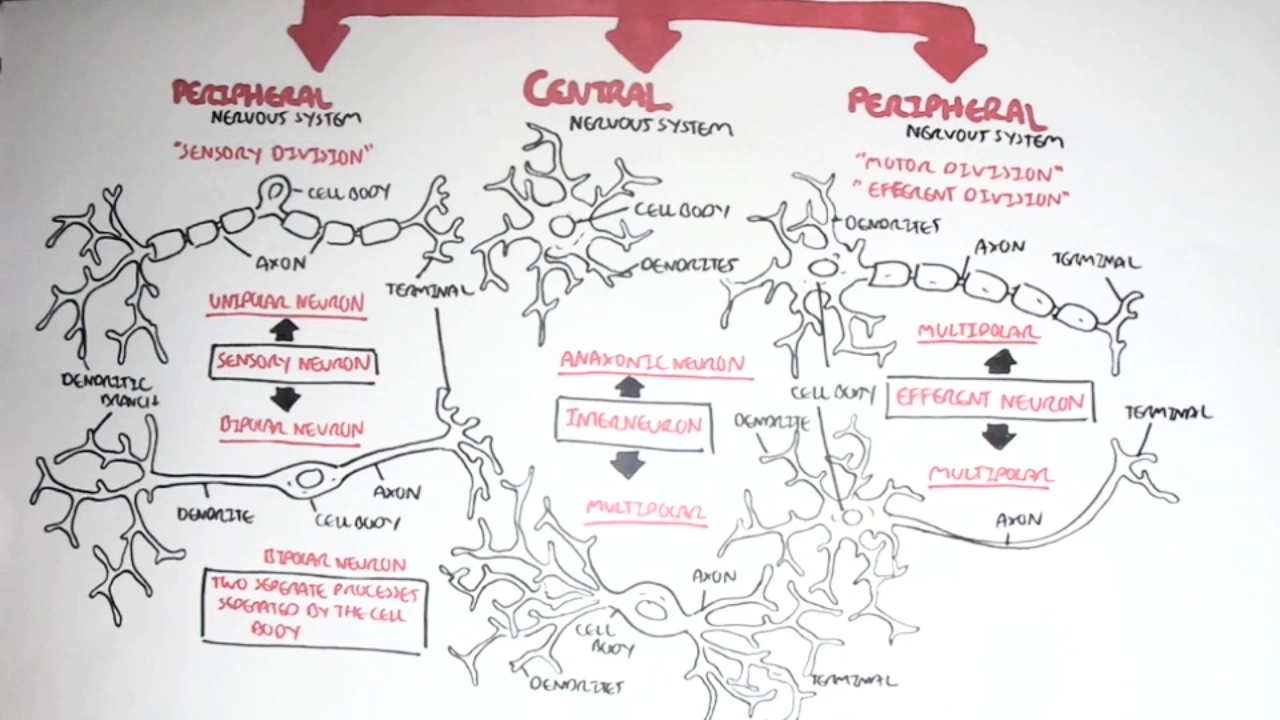 PERIPHERAL
NERVOUS SYSTEM
"SENSORY DIVISION"
CELL BODY
AXON
TERMINAL
UNIPOLAR NEURON
SENSORY NEURON
DENDRITIC
BRANCH
BIPOLAR NEURON
DENDRITE
CELL BODY
AXON
BIPOLAR NEURON
TWO SEPERATE PROCESSES
SEPERATED BY THE CELL
BODY
CENTRAL
NERVOUS SYSTEM
CELL BODY
DENDRITES
ANAXONIC NEURON
INTERNEURON
MULTIPOLAR
AXON
CELL
BODY
DENDRITES
TERMINAL
PERIPHERAL
NERVOUS SYSTEM
"MOTOR DIVISION"
"EFFERENT DIVISION"
DENDRITES
AXON
TERMINAL
MULTIPOLAR
CELL BODY
EFFERENT NEURON
DENDRITE
TERMINAL
MULTIPOLAR
AXON